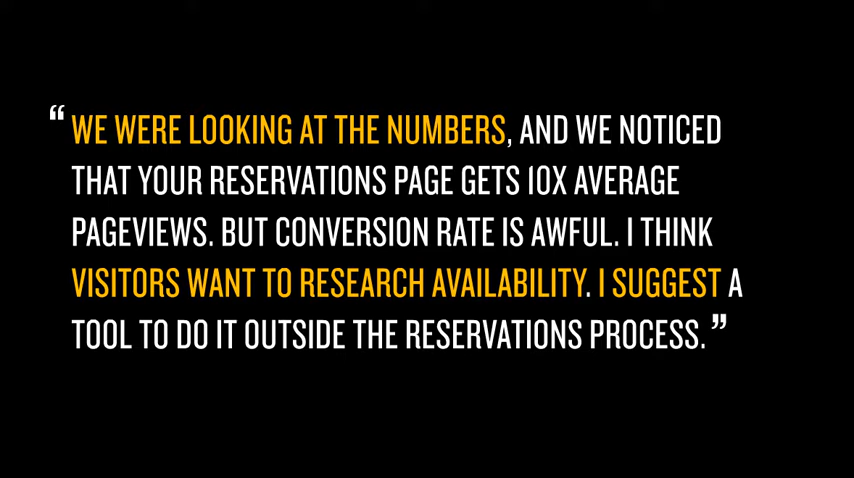 “ WE WERE LOOKING AT THE NUMBERS, AND WE NOTICED
THAT YOUR RESERVATIONS PAGE GETS 10X AVERAGE
PAGEVIEWS. BUT CONVERSION RATE IS AWFUL. I THINK
VISITORS WANT TO RESEARCH AVAILABILITY. I SUGGEST A
TOOL TO DO IT OUTSIDE THE RESERVATIONS PROCESS. ”